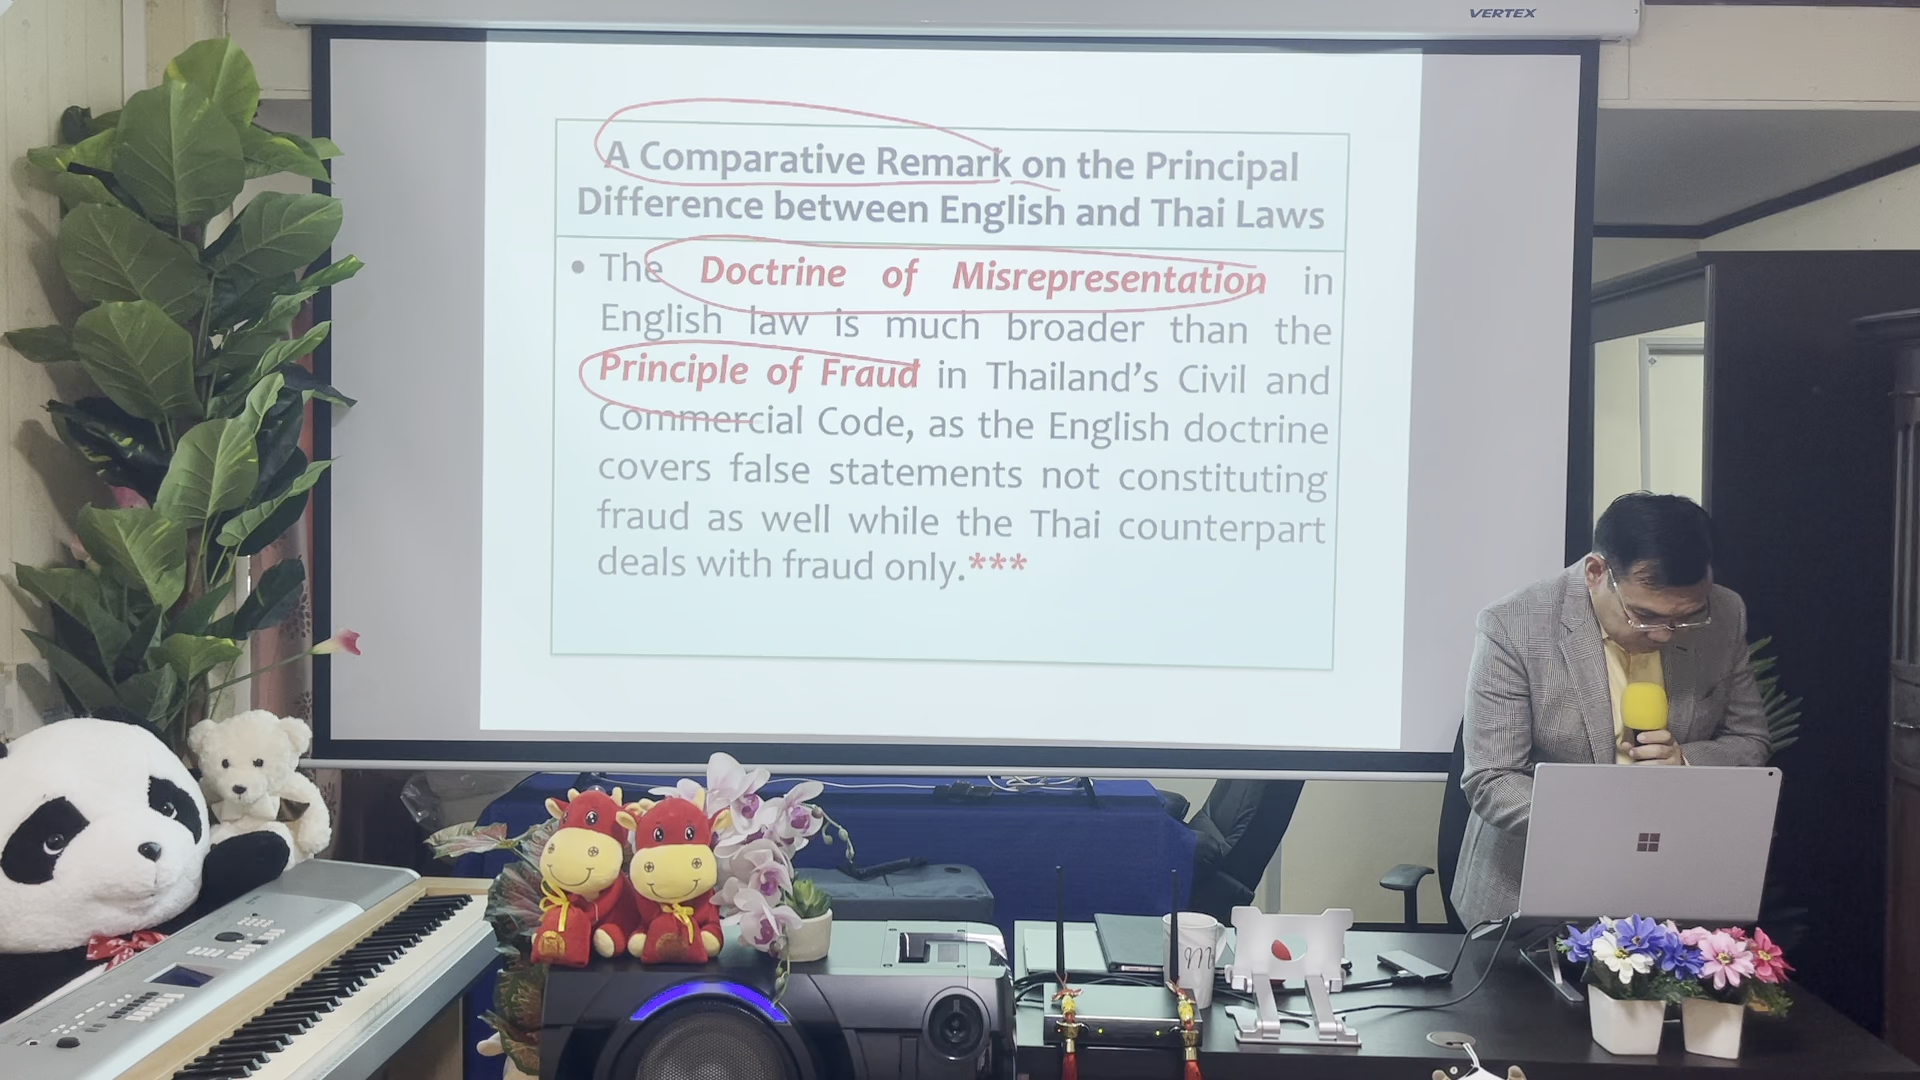 VERTEX
A Comparative Remark on the Principal
Difference between English and Thai Laws
• The Doctrine of Misrepresentation in
English law is much broader than the
Principle of Fraud in Thailand's Civil and
Commercial Code, as the English doctrine
covers false statements not constituting
fraud as well while the Thai counterpart
deals with fraud only.***